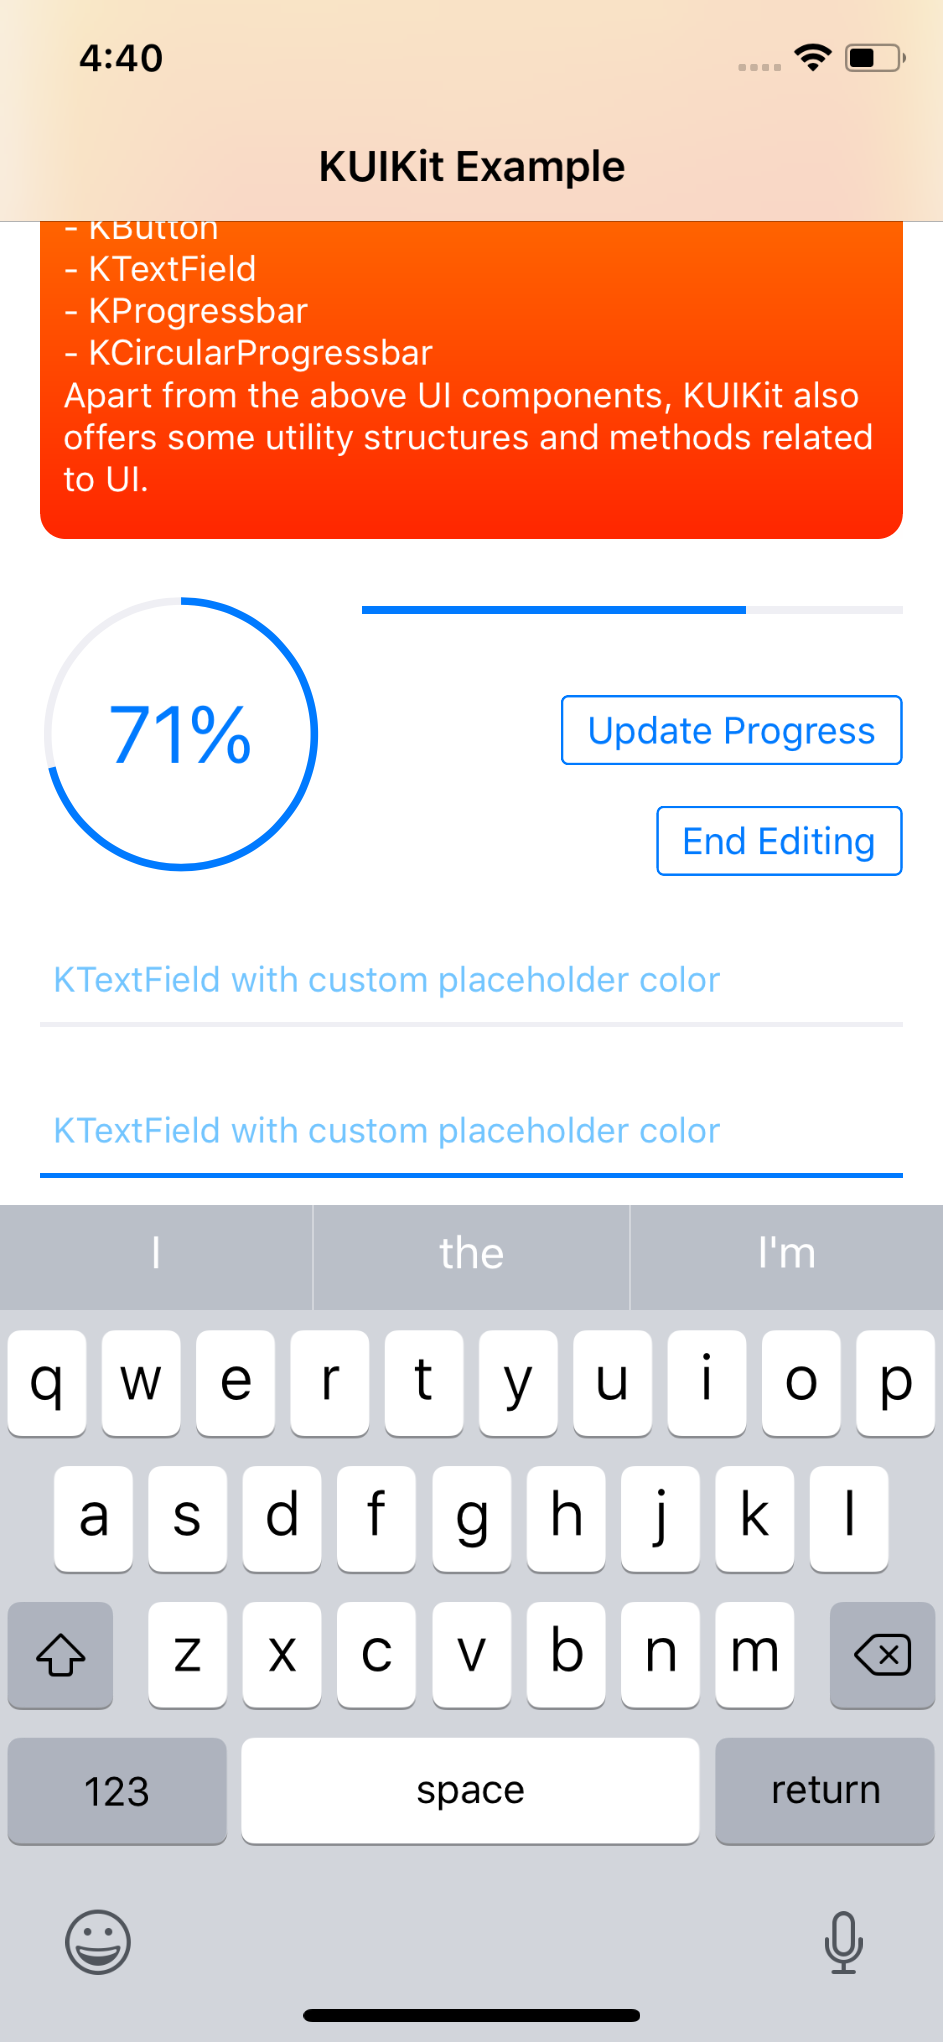 4:40
KUIKit Example
- KButton
- KTextField
- KProgressbar
- KCircularProgressbar
Apart from the above UI components, KUIKit also
offers some utility structures and methods related
to UI.
71%
Update Progress
End Editing
KTextField with custom placeholder color
KTextField with custom placeholder color
I the I'm
q w e r t y u i o p
a s d f g h j k l
z x c v b n m
123 space return